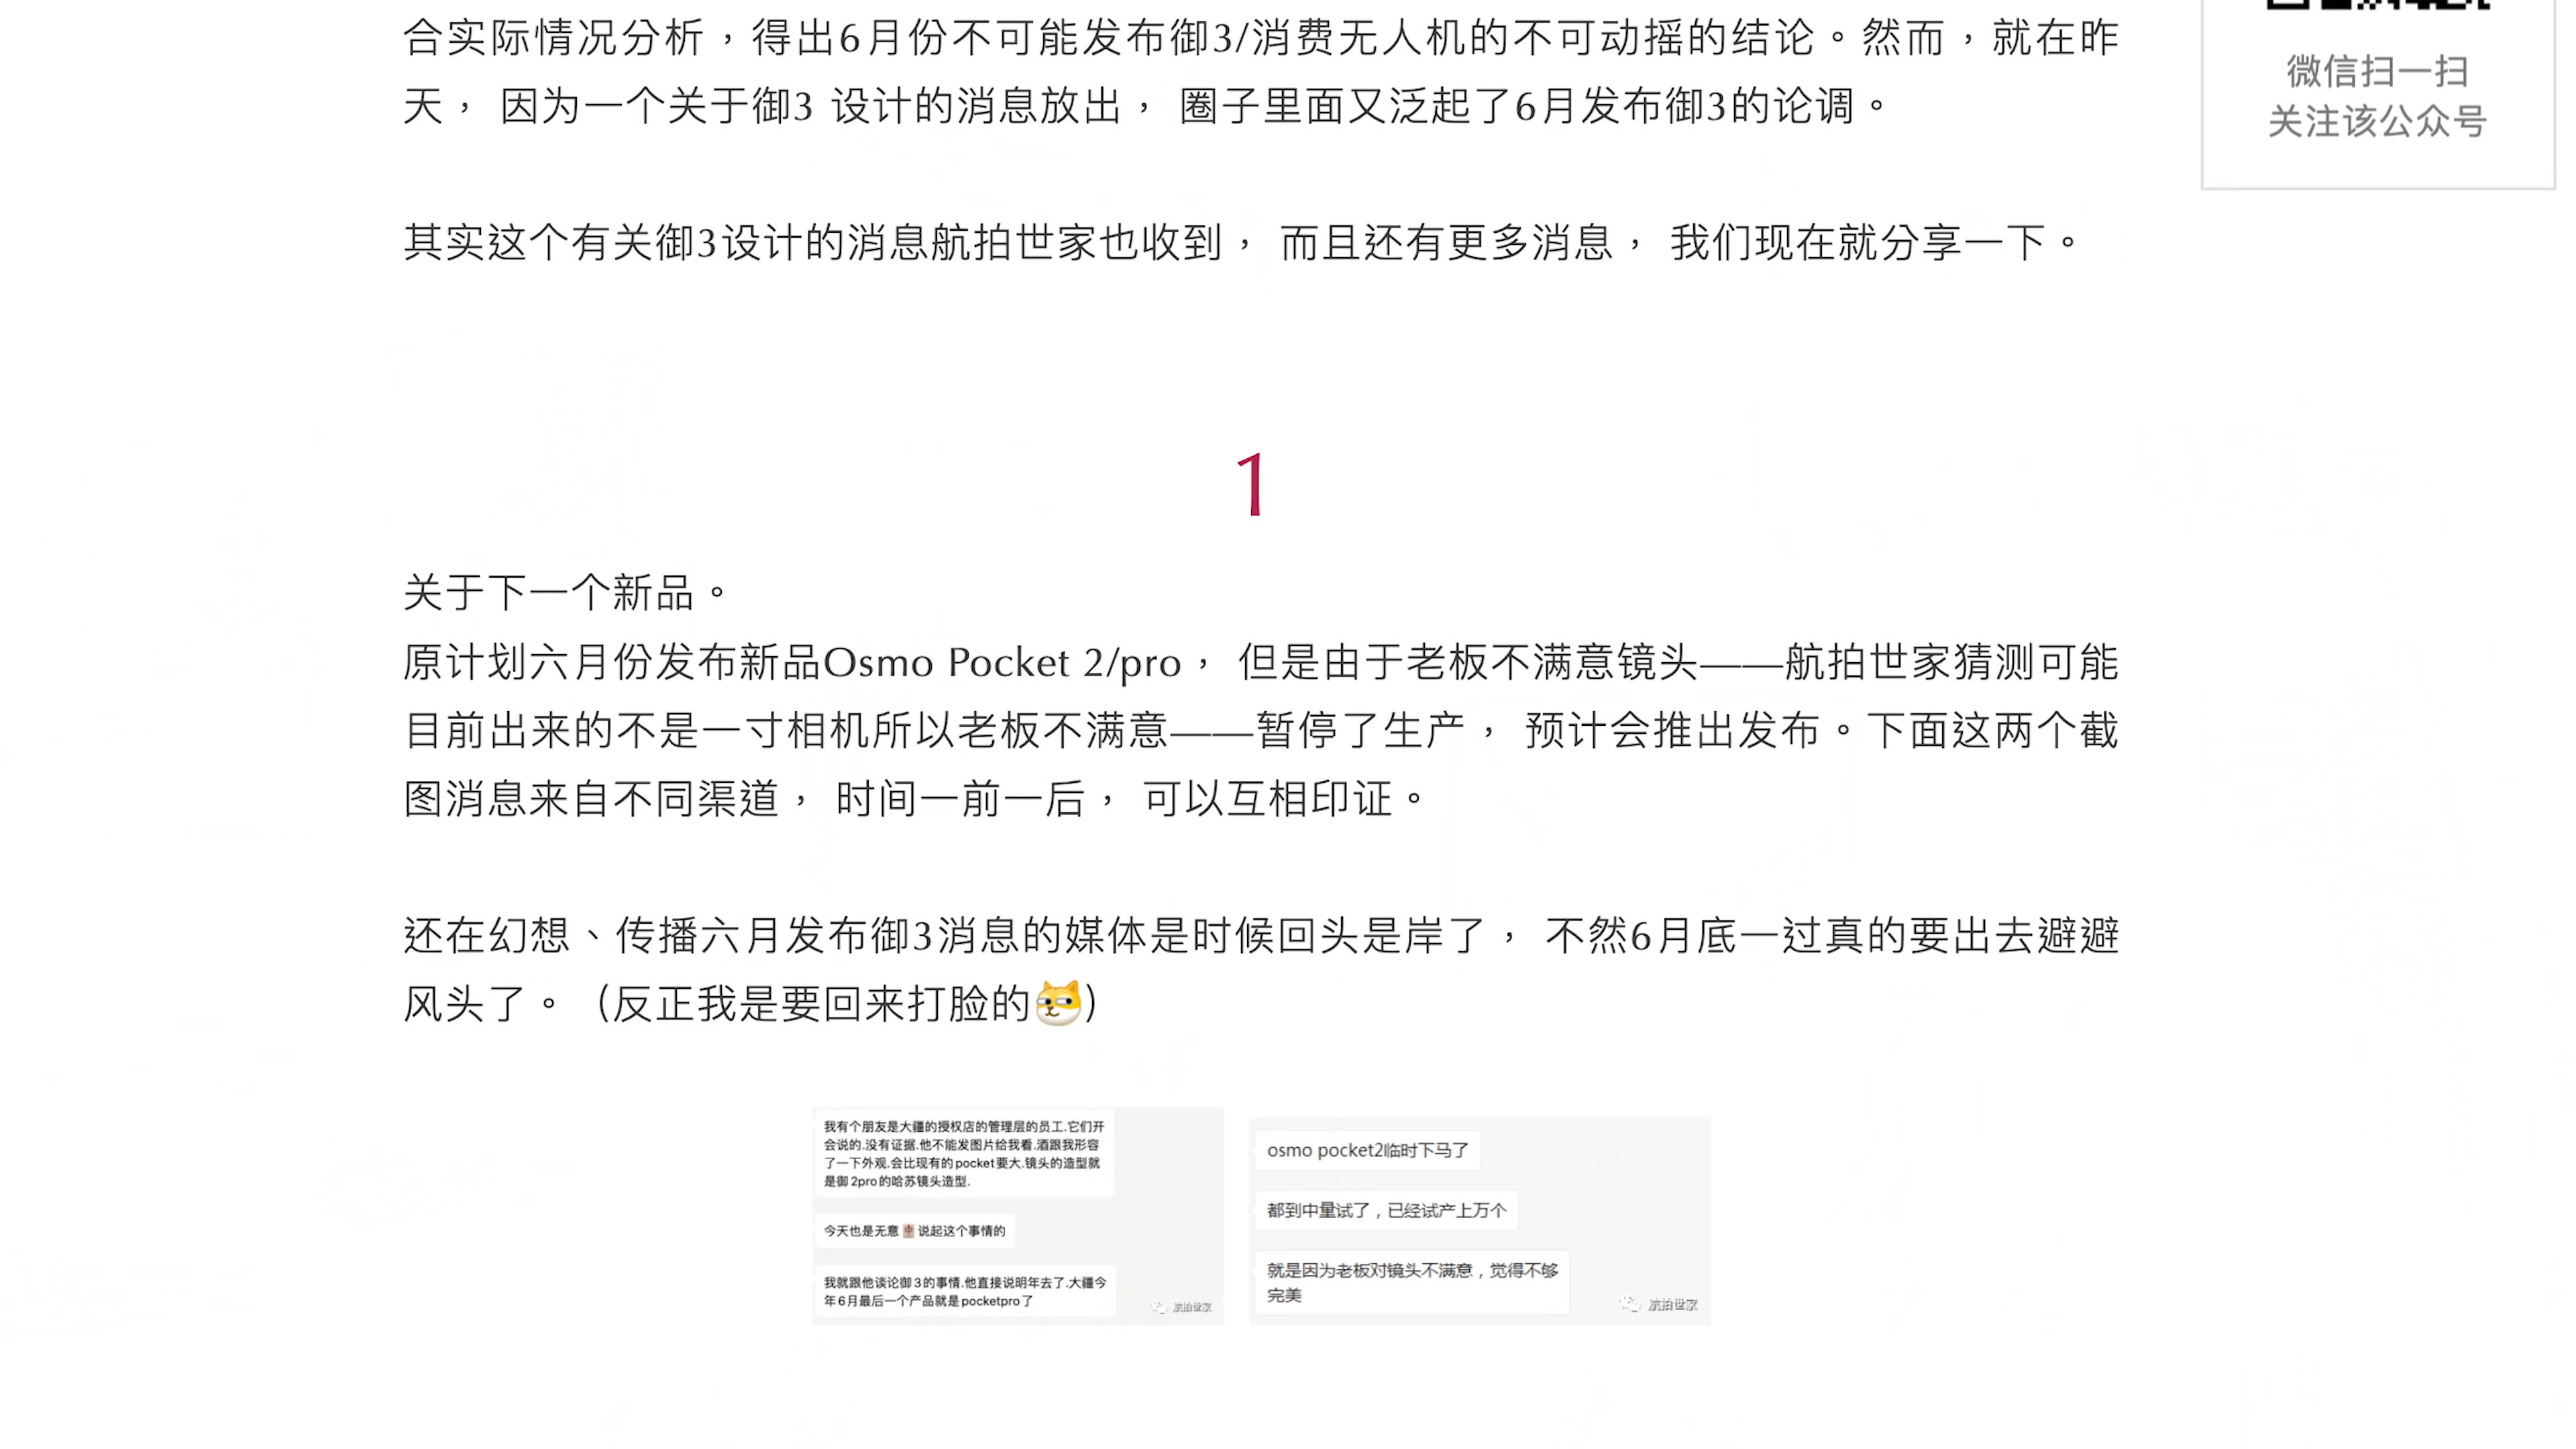 合实际情况分析，得出6月份不可能发布御3/消费无人机的不可动摇的结论。然而，就在昨
天， 因为一个关于御3 设计的消息放出， 圈子里面又泛起了6月发布御3的论调。
其实这个有关御3设计的消息航拍世家也收到， 而且还有更多消息， 我们现在就分享一下。
微信扫一扫
关注该公众号
1
关于下一个新品。
原计划六月份发布新品Osmo Pocket 2/pro， 但是由于老板不满意镜头——航拍世家猜测可能
目前出来的不是一寸相机所以老板不满意——暂停了生产， 预计会推出发布。下面这两个截
图消息来自不同渠道， 时间一前一后， 可以互相印证。
还在幻想、传播六月发布御3消息的媒体是时候回头是岸了， 不然6月底一过真的要出去避避
风头了。（反正我是要回来打脸的）
我有个朋友是大疆的授权店的管理层的员工.它们开
会说的.没有证据.他不能发图片给我看.酒跟我形容
了一下外观.会比现有的pocket要大.镜头的造型就
是御2pro的哈苏镜头造型.
今天也是无意🀄说起这个事情的
我就跟他谈论御3的事情.他直接说明年去了.大疆今
年6月最后一个产品就是pocketpro了
航拍世家
osmo pocket2临时下马了
都到中量试了，已经试产上万个
就是因为老板对镜头不满意，觉得不够
完美
航拍世家